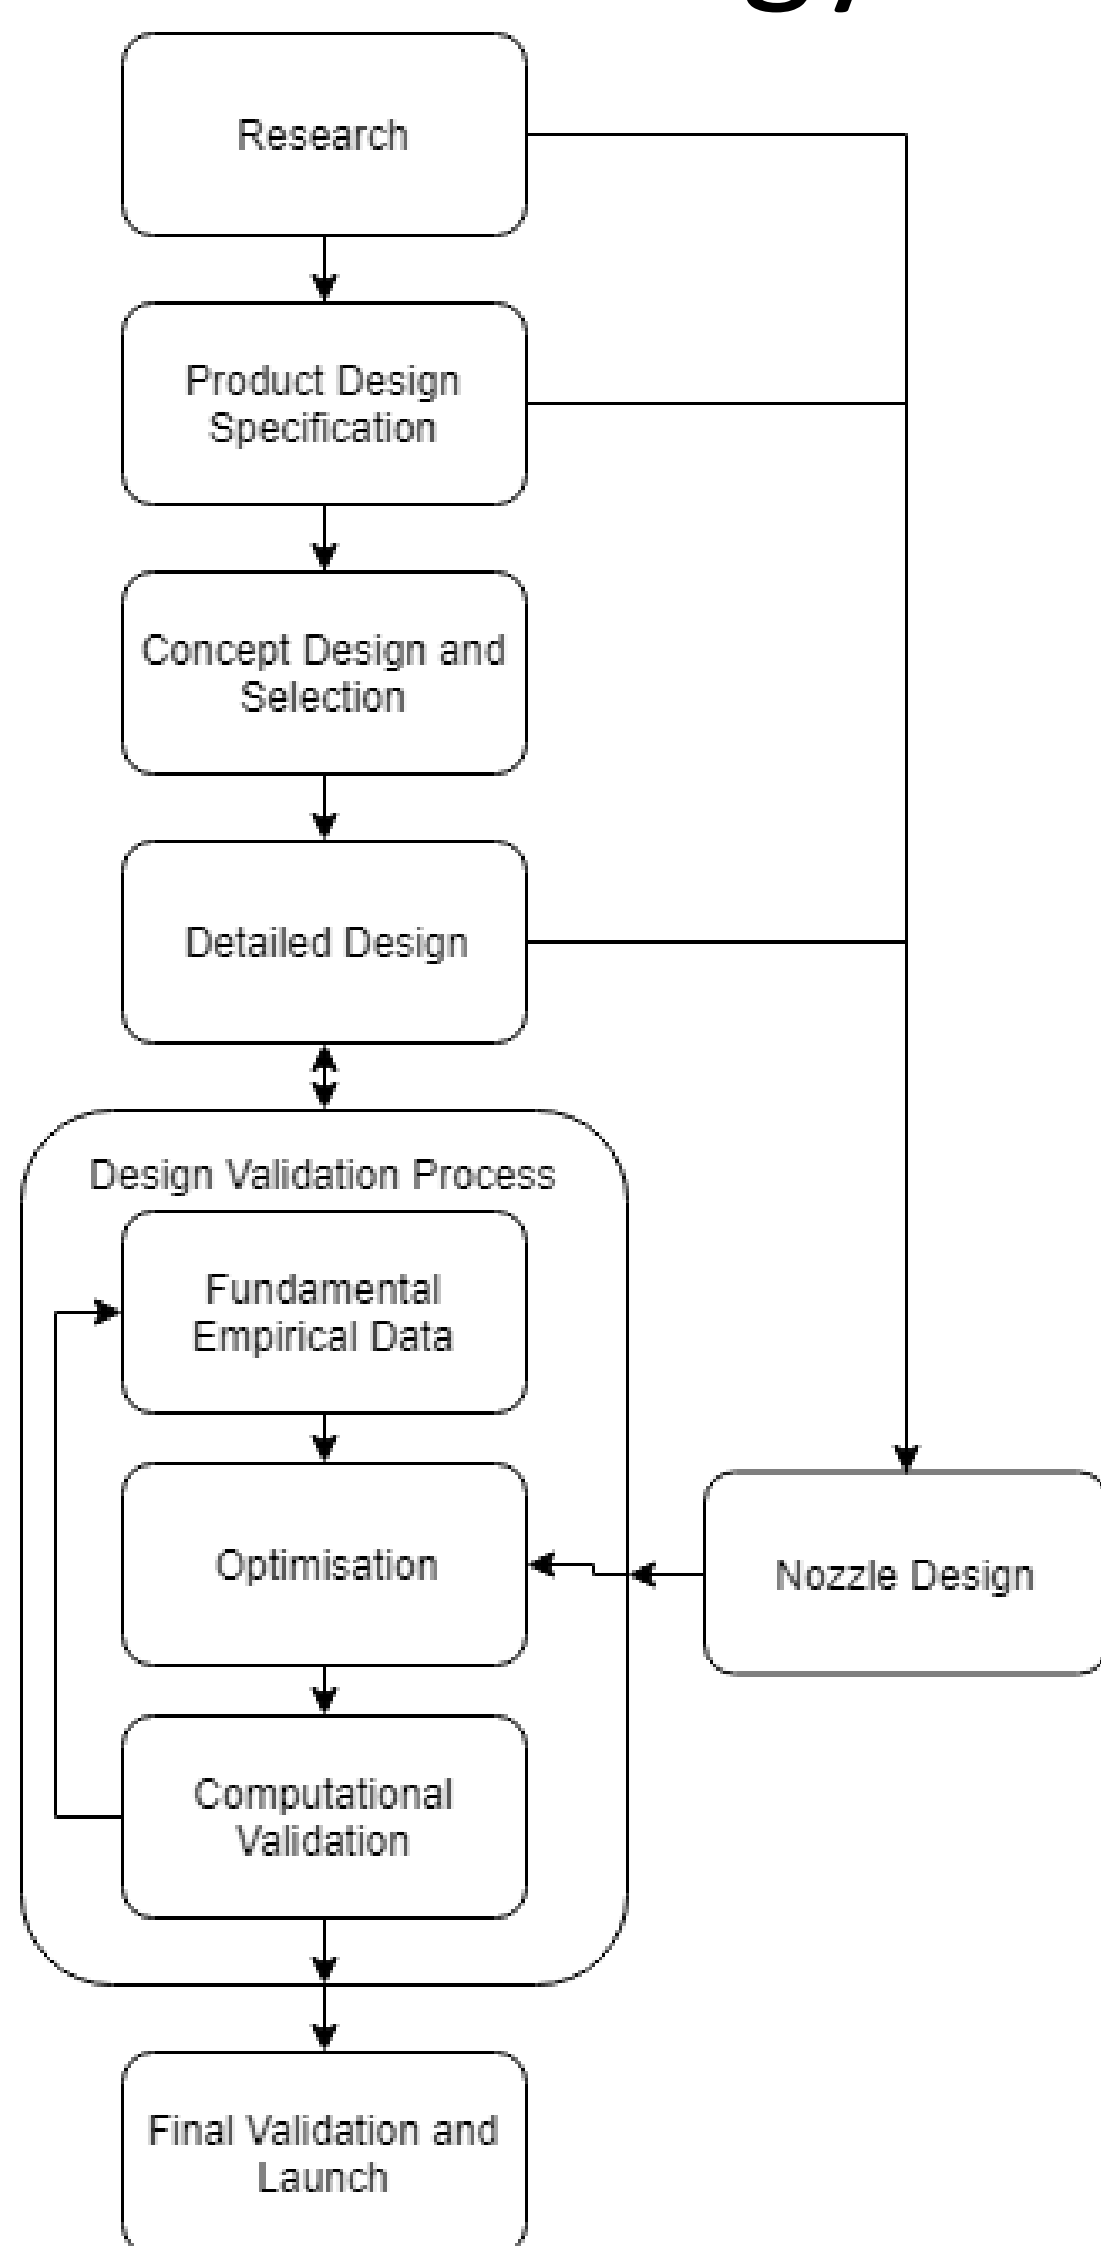 Research
Product Design
Specification
Concept Design and
Selection
Detailed Design
Design Validation Process
Fundamental
Empirical Data
Optimisation
Nozzle Design
Computational
Validation
Final Validation and
Launch